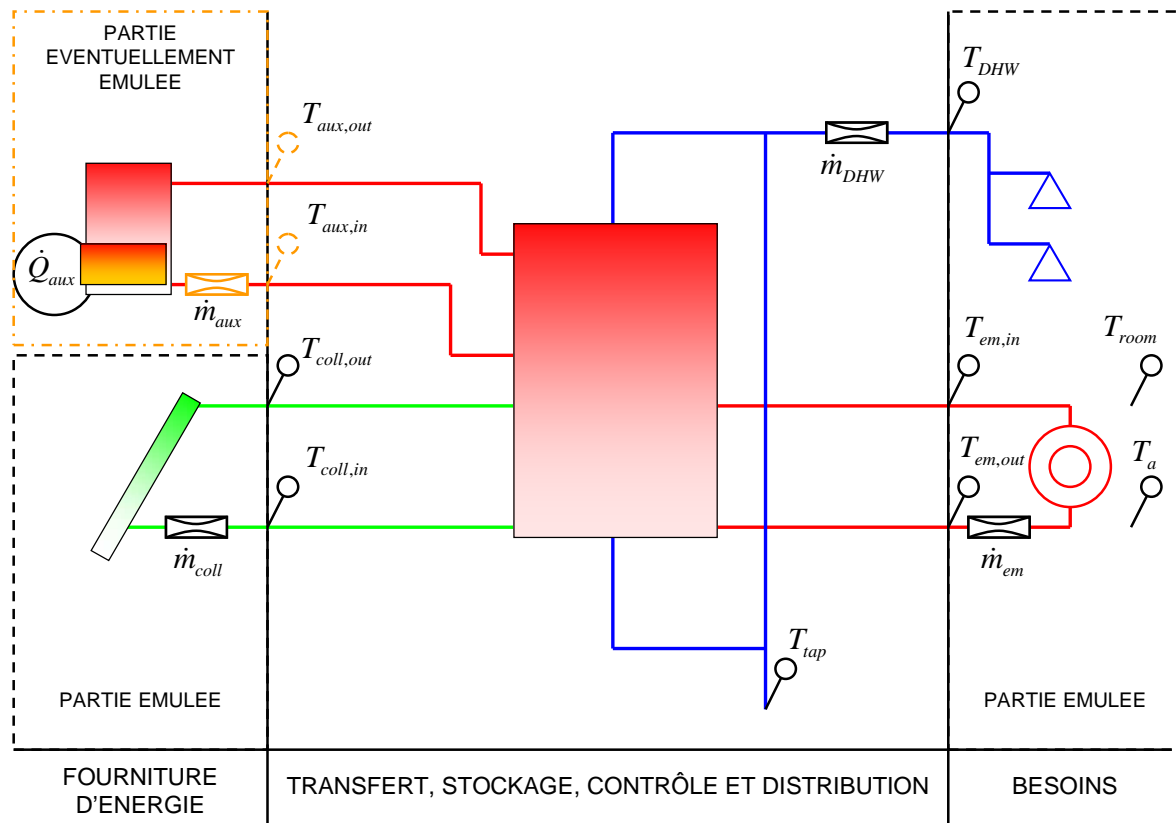 PARTIE
EVENTUELLEMENT
EMULEE
T_aux,out
T_aux,in
Q̇_aux
ṁ_aux
T_coll,out
T_coll,in
ṁ_coll
PARTIE EMULEE
T_DHW
ṁ_DHW
T_em,in
T_room
T_em,out
T_a
ṁ_em
T_tap
PARTIE EMULEE
FOURNITURE
D'ENERGIE
TRANSFERT, STOCKAGE, CONTRÔLE ET DISTRIBUTION
BESOINS